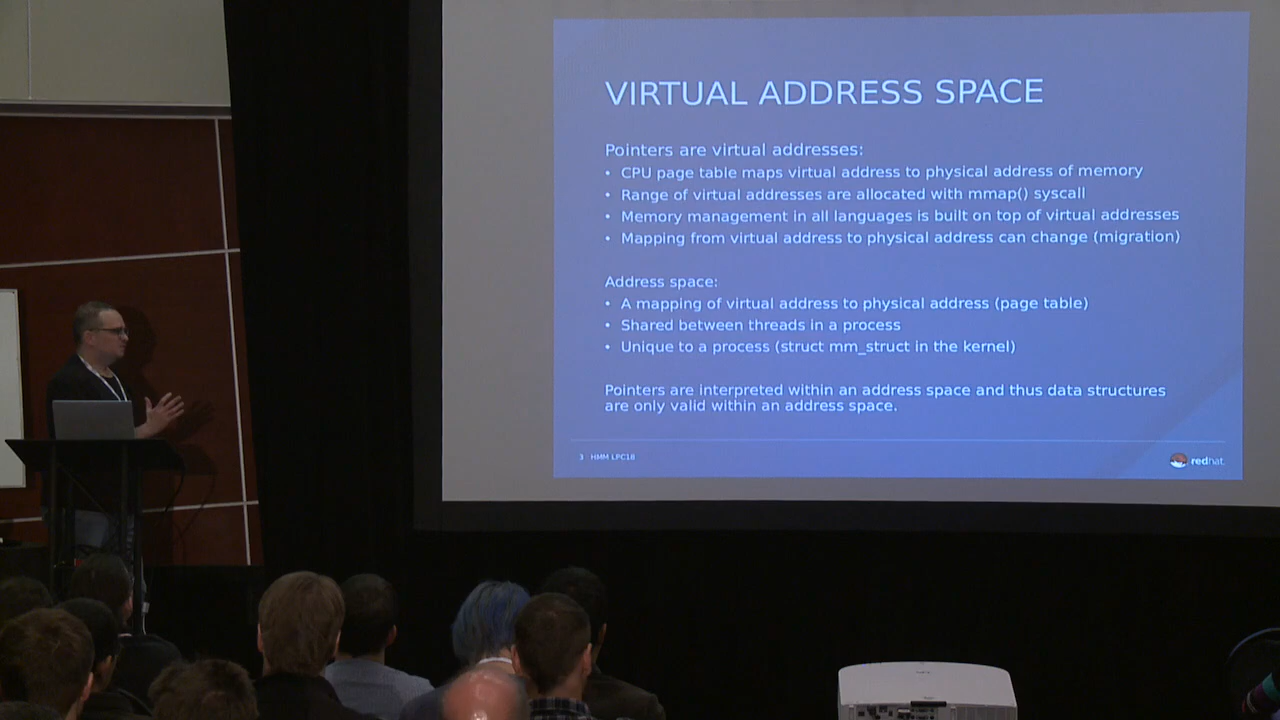 VIRTUAL ADDRESS SPACE
Pointers are virtual addresses:
• CPU page table maps virtual address to physical address of memory
• Range of virtual addresses are allocated with mmap() syscall
• Memory management in all languages is built on top of virtual addresses
• Mapping from virtual address to physical address can change (migration)
Address space:
• A mapping of virtual address to physical address (page table)
• Shared between threads in a process
• Unique to a process (struct mm_struct in the kernel)
Pointers are interpreted within an address space and thus data structures
are only valid within an address space.
3 HMM LPC18
redhat.